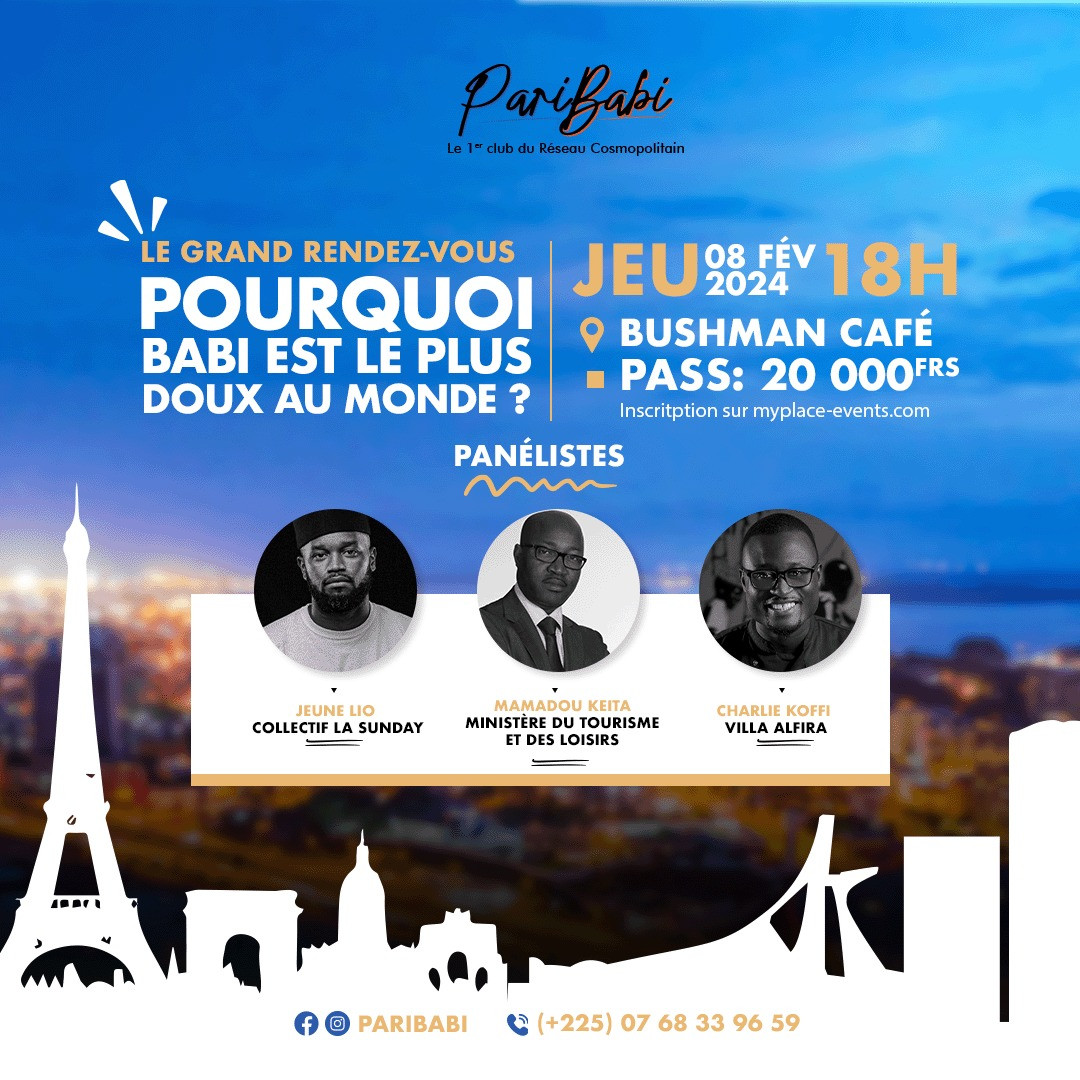 PariBabi
Le 1er club du Réseau Cosmopolitain
LE GRAND RENDEZ-VOUS
POURQUOI
BABI EST LE PLUS
DOUX AU MONDE ?
JEU 08 FÉV 2024 18H
BUSHMAN CAFÉ
PASS: 20 000FRS
Inscritption sur myplace-events.com
PANÉLISTES
JEUNE LIO
COLLECTIF LA SUNDAY
MAMADOU KEITA
MINISTÈRE DU TOURISME
ET DES LOISIRS
CHARLIE KOFFI
VILLA ALFIRA
PARIBABI
(+225) 07 68 33 96 59